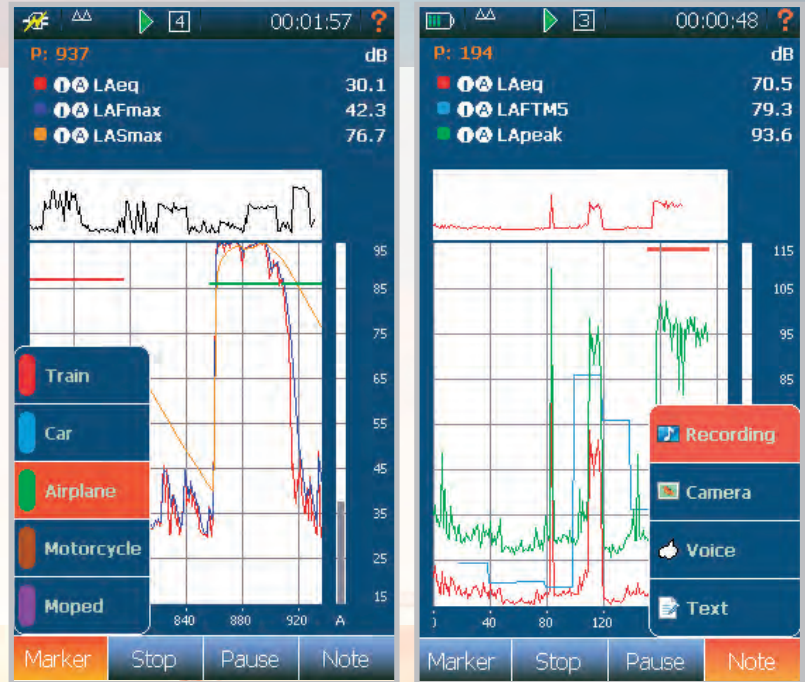 4 00:01:57 ?
P: 937 dB
I A LAeq 30.1
I A LAFmax 42.3
I A LASmax 76.7
95
85
75
65
55
45
35
25
15
Train
Car
Airplane
Motorcycle
Moped
840 880 920 A
Marker Stop Pause Note
3 00:00:48 ?
P: 194 dB
I A LAeq 70.5
I A LAFTM5 79.3
I A LApeak 93.6
115
105
95
85
Recording
Camera
Voice
Text
0 40 80 120
Marker Stop Pause Note